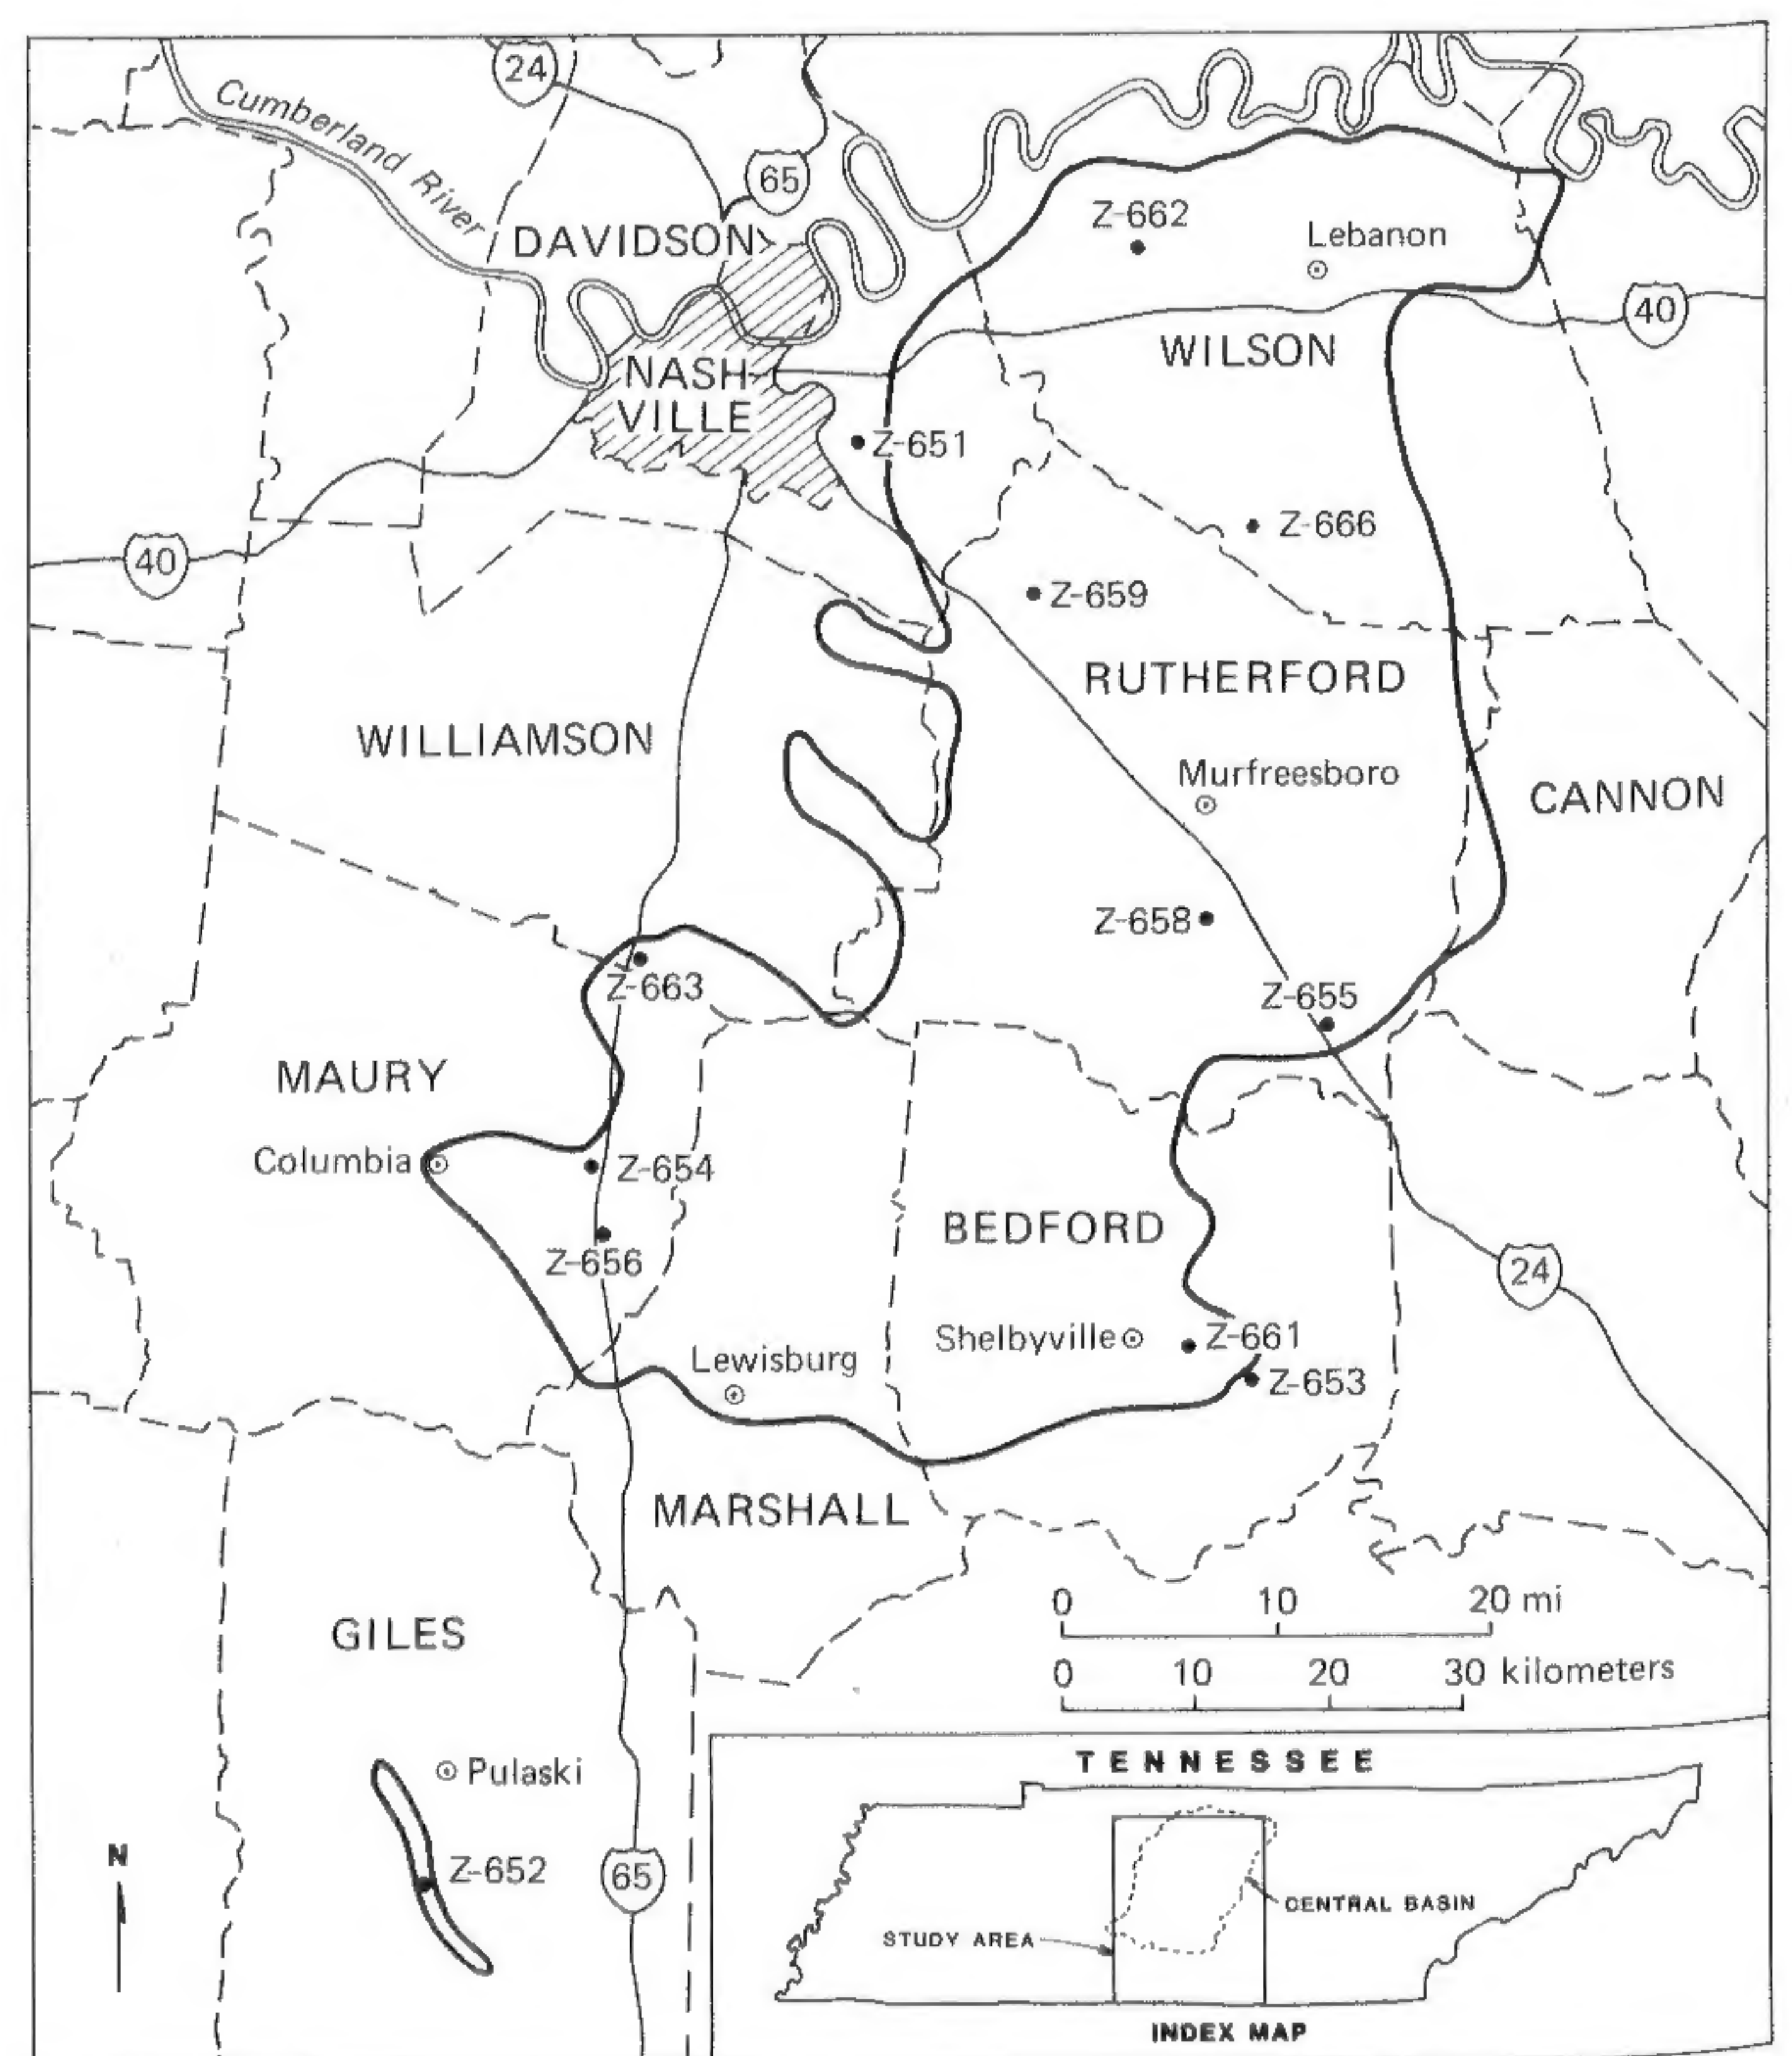 24
Cumberland River
65
DAVIDSON
Z-662
Lebanon
40
WILSON
NASH-
VILLE
Z-651
Z-666
40
Z-659
RUTHERFORD
WILLIAMSON
Murfreesboro
CANNON
Z-658
Z-663
Z-655
MAURY
Columbia
Z-654
BEDFORD
Z-656
24
Shelbyville
Z-661
Lewisburg
Z-653
MARSHALL
0 10 20 mi
GILES
0 10 20 30 kilometers
TENNESSEE
Pulaski
N
Z-652
65
CENTRAL BASIN
STUDY AREA
INDEX MAP